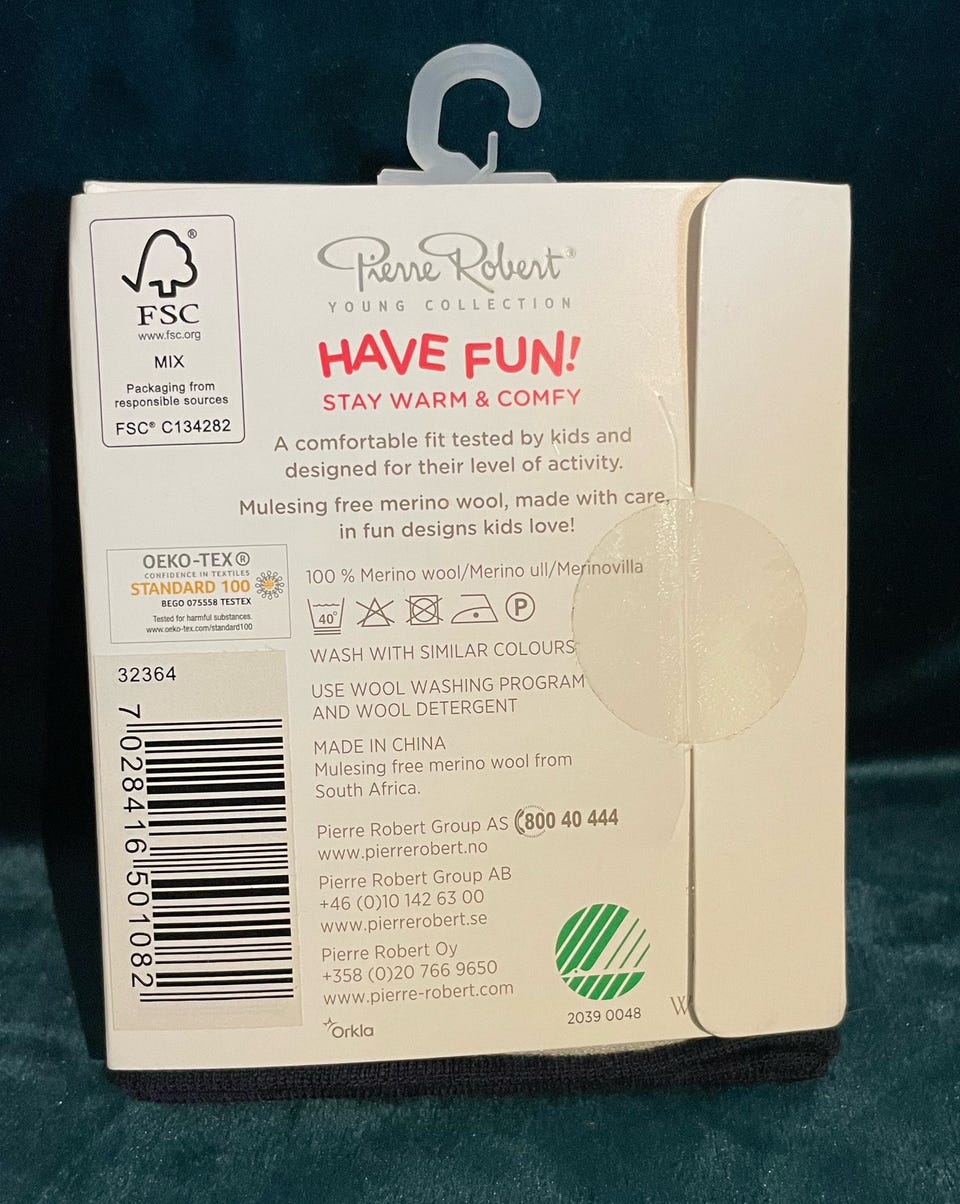 FSC®
www.fsc.org
MIX
Packaging from
responsible sources
FSC® C134282
Pierre Robert®
YOUNG COLLECTION
HAVE FUN!
STAY WARM & COMFY
A comfortable fit tested by kids and
designed for their level of activity.
Mulesing free merino wool, made with care,
in fun designs kids love!
OEKO-TEX®
CONFIDENCE IN TEXTILES
STANDARD 100
BEGO 075558 TESTEX
Tested for harmful substances.
www.oeko-tex.com/standard100
100 % Merino wool/Merino ull/Merinovilla
40° P
WASH WITH SIMILAR COLOURS
USE WOOL WASHING PROGRAM
AND WOOL DETERGENT
MADE IN CHINA
Mulesing free merino wool from
South Africa.
32364
7028416501082
Pierre Robert Group AS 800 40 444
www.pierrerobert.no
Pierre Robert Group AB
+46 (0)10 142 63 00
www.pierrerobert.se
Pierre Robert Oy
+358 (0)20 766 9650
www.pierre-robert.com
Orkla
2039 0048